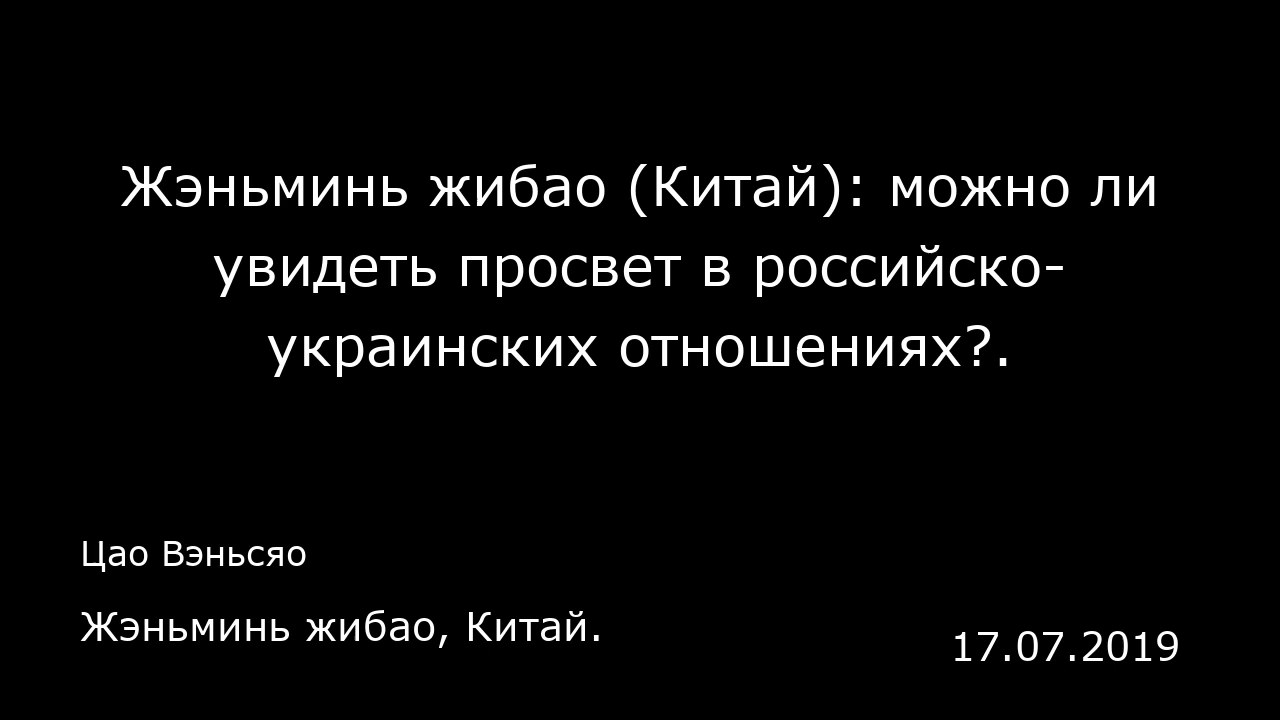 Жэньминь жибао (Китай): можно ли
увидеть просвет в российско-
украинских отношениях?.
Цао Вэньсяо
Жэньминь жибао, Китай.
17.07.2019